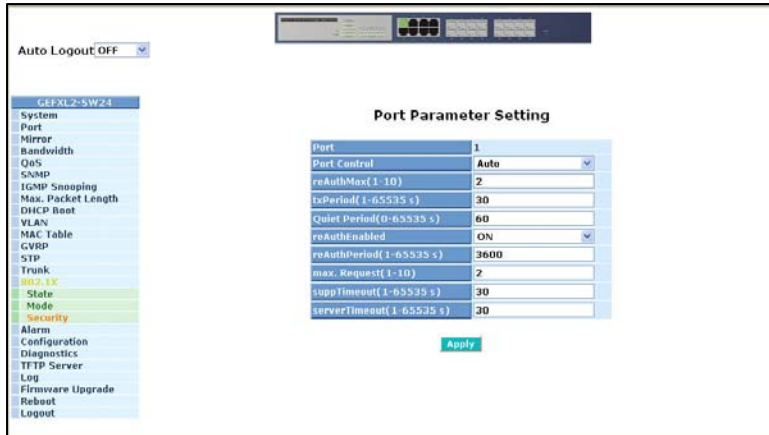 Auto Logout OFF
GEFXL2-SW24
System
Port
Mirror
Bandwidth
QoS
SNMP
IGMP Snooping
Max. Packet Length
DHCP Boot
VLAN
MAC Table
GVRP
STP
Trunk
802.1X
State
Mode
Security
Alarm
Configuration
Diagnostics
TFTP Server
Log
Firmware Upgrade
Reboot
Logout
Port Parameter Setting
Port 1
Port Control Auto
reAuthMax(1-10) 2
txPeriod(1-65535 s) 30
Quiet Period(0-65535 s) 60
reAuthEnabled ON
reAuthPeriod(1-65535 s) 3600
max. Request(1-10) 2
suppTimeout(1-65535 s) 30
serverTimeout(1-65535 s) 30
Apply